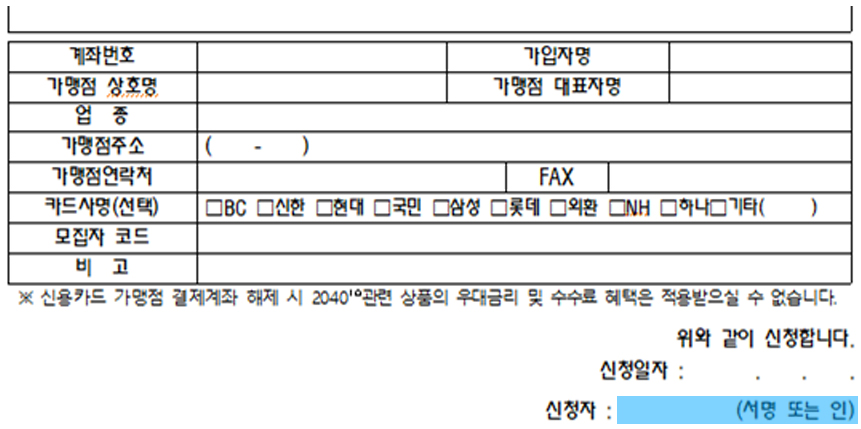 계좌번호 가입자명
가맹점 상호명 가맹점 대표자명
업 종
가맹점주소 ( - )
가맹점연락처 FAX
카드사명(선택) □BC □신한 □현대 □국민 □삼성 □롯데 □외환 □NH □하나□기타( )
모집자 코드
비 고
※ 신용카드 가맹점 결제계좌 해제 시 2040 관련 상품의 우대금리 및 수수료 혜택은 적용받으실 수 없습니다.
위와 같이 신청합니다.
신청일자 : . . .
신청자 : (서명 또는 인)